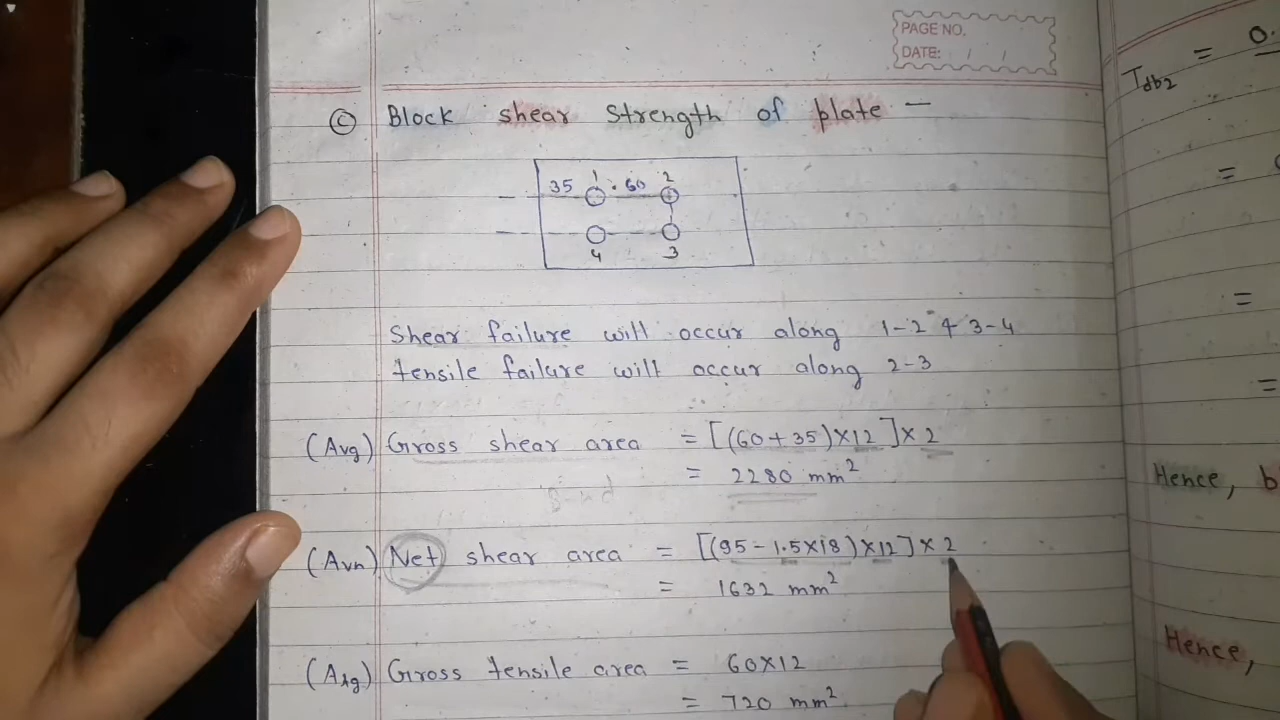 PAGE NO.
DATE: / /
(C) Block shear strength of plate —
35 1 60 2
4 3
Shear failure will occur along 1-2 & 3-4
tensile failure will occur along 2-3
(Avg) Gross shear area = [(60+35)×12]×2
= 2280 mm²
(Avn) Net shear area = [(95-1.5×18)×12]×2
= 1632 mm²
(Atg) Gross tensile area = 60×12
= 720 mm²
Tdb2 = 0.
=
=
=
Hence, b
Hence,